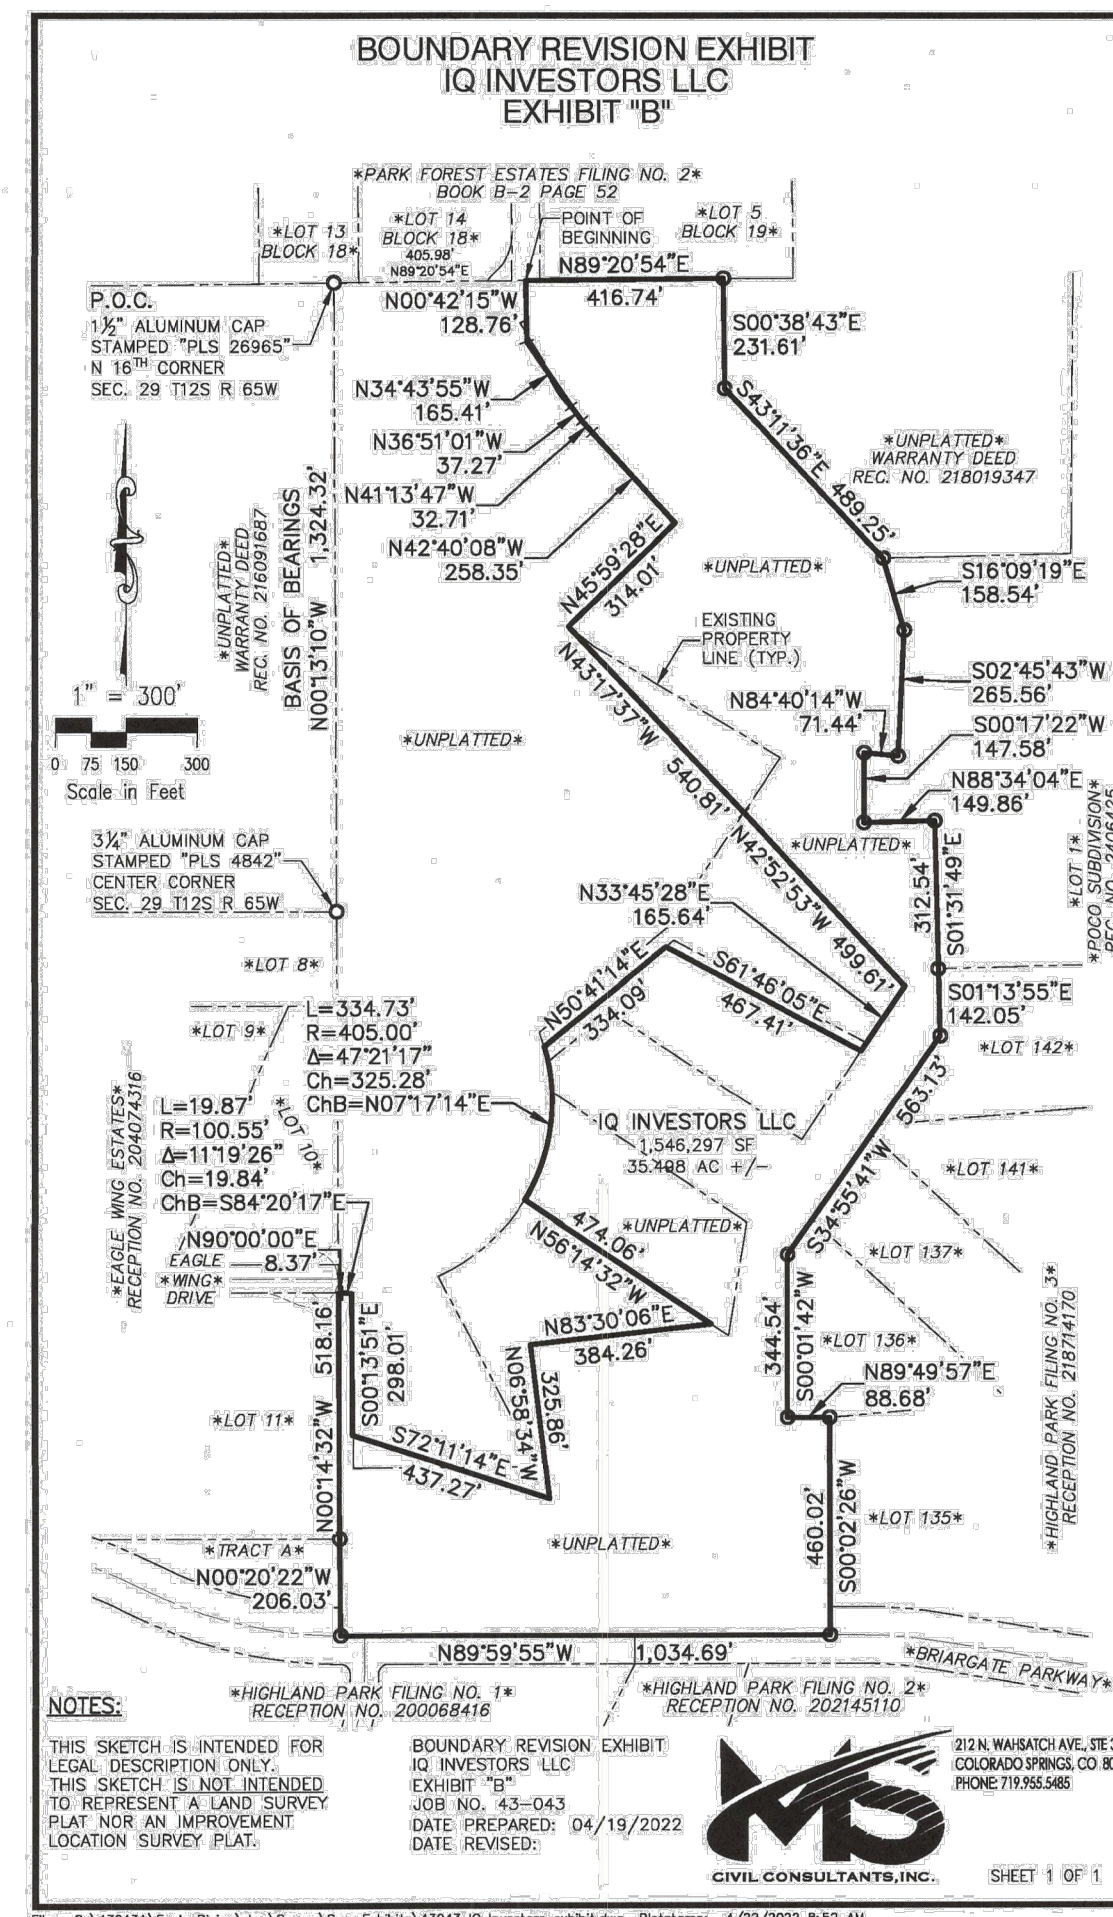 BOUNDARY REVISION EXHIBIT
IQ INVESTORS LLC
EXHIBIT "B"
*PARK FOREST ESTATES FILING NO. 2*
BOOK B-2 PAGE 52
*LOT 13
BLOCK 18*
*LOT 14
BLOCK 18*
405.98'
N89°20'54"E
POINT OF
BEGINNING
*LOT 5
BLOCK 19*
N89°20'54"E
416.74'
P.O.C.
1½" ALUMINUM CAP
STAMPED "PLS 26965"
N 16TH CORNER
SEC. 29 T12S R 65W
N00°42'15"W
128.76'
S00°38'43"E
231.61'
N34°43'55"W
165.41'
N36°51'01"W
37.27'
N41°13'47"W
32.71'
N42°40'08"W
258.35'
S43°11'36"E 489.25'
*UNPLATTED*
WARRANTY DEED
REC. NO. 218019347
*UNPLATTED*
WARRANTY DEED
REC. NO. 216091687
BASIS OF BEARINGS
N00°13'10"W 1,324.32'
N45°59'28"E
314.01'
*UNPLATTED*
S16°09'19"E
158.54'
EXISTING
PROPERTY
LINE (TYP.)
1" = 300'
0 75 150 300
Scale in Feet
N43°17'37"W 540.81'
S02°45'43"W
265.56'
N84°40'14"W
71.44'
S00°17'22"W
147.58'
*UNPLATTED*
N88°34'04"E
149.86'
3¼" ALUMINUM CAP
STAMPED "PLS 4842"
CENTER CORNER
SEC. 29 T12S R 65W
*UNPLATTED*
N42°52'53"W 499.61'
312.54'
S01°31'49"E
*LOT 1*
*POCO SUBDIVISION*
N33°45'28"E
165.64'
*LOT 8*
N50°41'14"E
334.09'
S61°46'05"E
467.41'
S01°13'55"E
142.05'
*LOT 9*
L=334.73'
R=405.00'
Δ=47°21'17"
Ch=325.28'
ChB=N07°17'14"E
*LOT 142*
*EAGLE WING ESTATES*
RECEPTION NO. 204074316
*LOT 10*
L=19.87'
R=100.55'
Δ=11°19'26"
Ch=19.84'
ChB=S84°20'17"E
IQ INVESTORS LLC
1,546,297 SF
35.498 AC +/-
563.13'
S34°55'41"W
*LOT 141*
N90°00'00"E
8.37'
EAGLE
*WING*
DRIVE
474.06'
N56°14'32"W
*UNPLATTED*
*LOT 137*
518.16'
N00°14'32"W
S00°13'51"E
298.01'
N83°30'06"E
384.26'
344.54'
S00°01'42"W
*LOT 136*
*HIGHLAND PARK FILING NO. 3*
RECEPTION NO. 218714170
N06°58'34"W
325.86'
N89°49'57"E
88.68'
*LOT 11*
S72°11'14"E
437.27'
460.02'
S00°02'26"W
*LOT 135*
*TRACT A*
*UNPLATTED*
N00°20'22"W
206.03'
N89°59'55"W 1,034.69'
*BRIARGATE PARKWAY*
*HIGHLAND PARK FILING NO. 1*
RECEPTION NO. 200068416
*HIGHLAND PARK FILING NO. 2*
RECEPTION NO. 202145110
NOTES:
THIS SKETCH IS INTENDED FOR
LEGAL DESCRIPTION ONLY.
THIS SKETCH IS NOT INTENDED
TO REPRESENT A LAND SURVEY
PLAT NOR AN IMPROVEMENT
LOCATION SURVEY PLAT.
BOUNDARY REVISION EXHIBIT
IQ INVESTORS LLC
EXHIBIT "B"
JOB NO. 43-043
DATE PREPARED: 04/19/2022
DATE REVISED:
MS
CIVIL CONSULTANTS, INC.
212 N. WAHSATCH AVE., STE
COLORADO SPRINGS, CO
PHONE: 719.955.5485
SHEET 1 OF 1